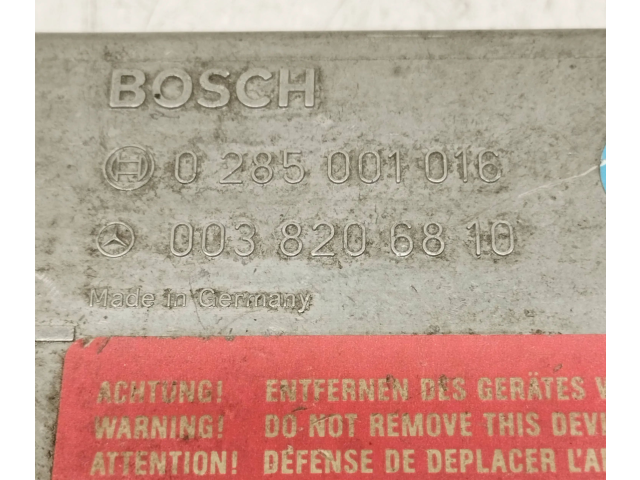 BOSCH
0 285 001 016
003 820 68 10
Made in Germany
ACHTUNG! ENTFERNEN DES GERÄTES
WARNING! DO NOT REMOVE THIS
ATTENTION! DÉFENSE DE DEPLACER